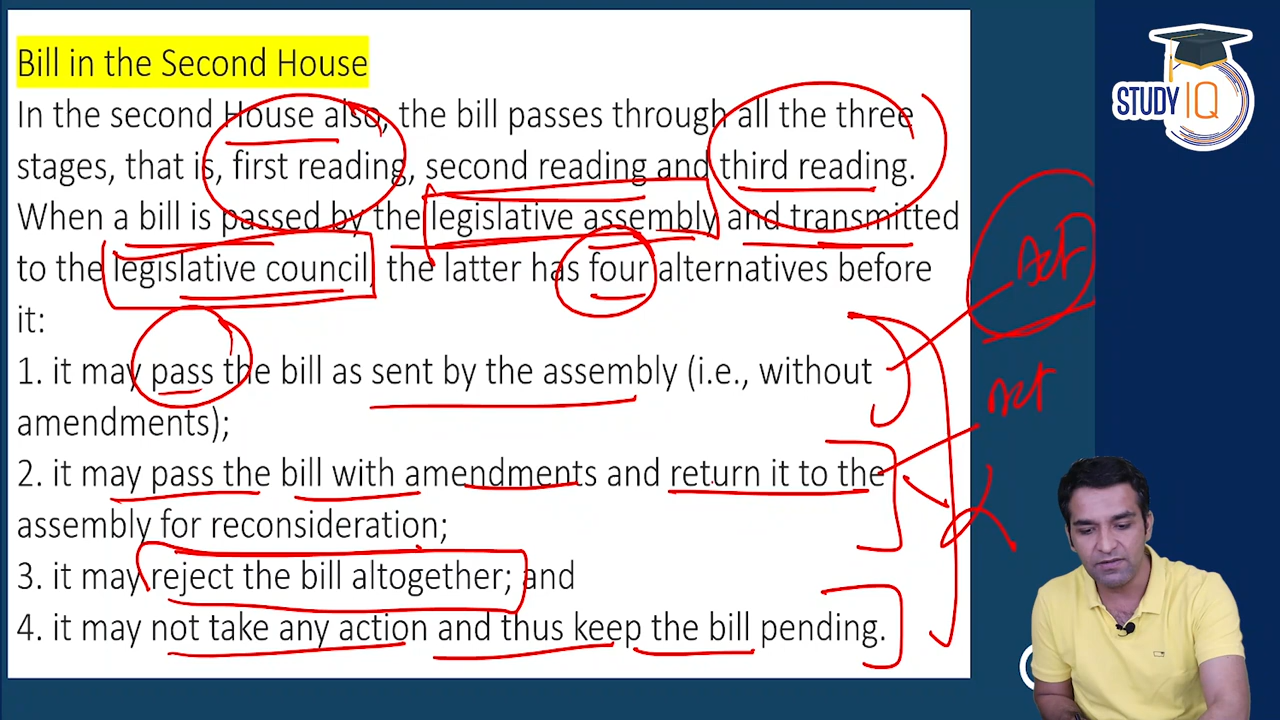 Bill in the Second House
In the second House also, the bill passes through all the three
stages, that is, first reading, second reading and third reading.
When a bill is passed by the legislative assembly and transmitted
to the legislative council, the latter has four alternatives before
it:
1. it may pass the bill as sent by the assembly (i.e., without
amendments);
2. it may pass the bill with amendments and return it to the
assembly for reconsideration;
3. it may reject the bill altogether; and
4. it may not take any action and thus keep the bill pending.
STUDY IQ
Act
Act